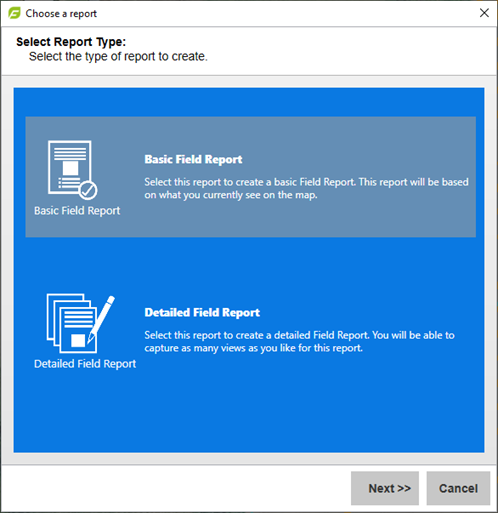 Choose a report
Select Report Type:
Select the type of report to create.
Basic Field Report
Basic Field Report
Select this report to create a basic Field Report. This report will be based
on what you currently see on the map.
Detailed Field Report
Detailed Field Report
Select this report to create a detailed Field Report. You will be able to
capture as many views as you like for this report.
Next >>
Cancel